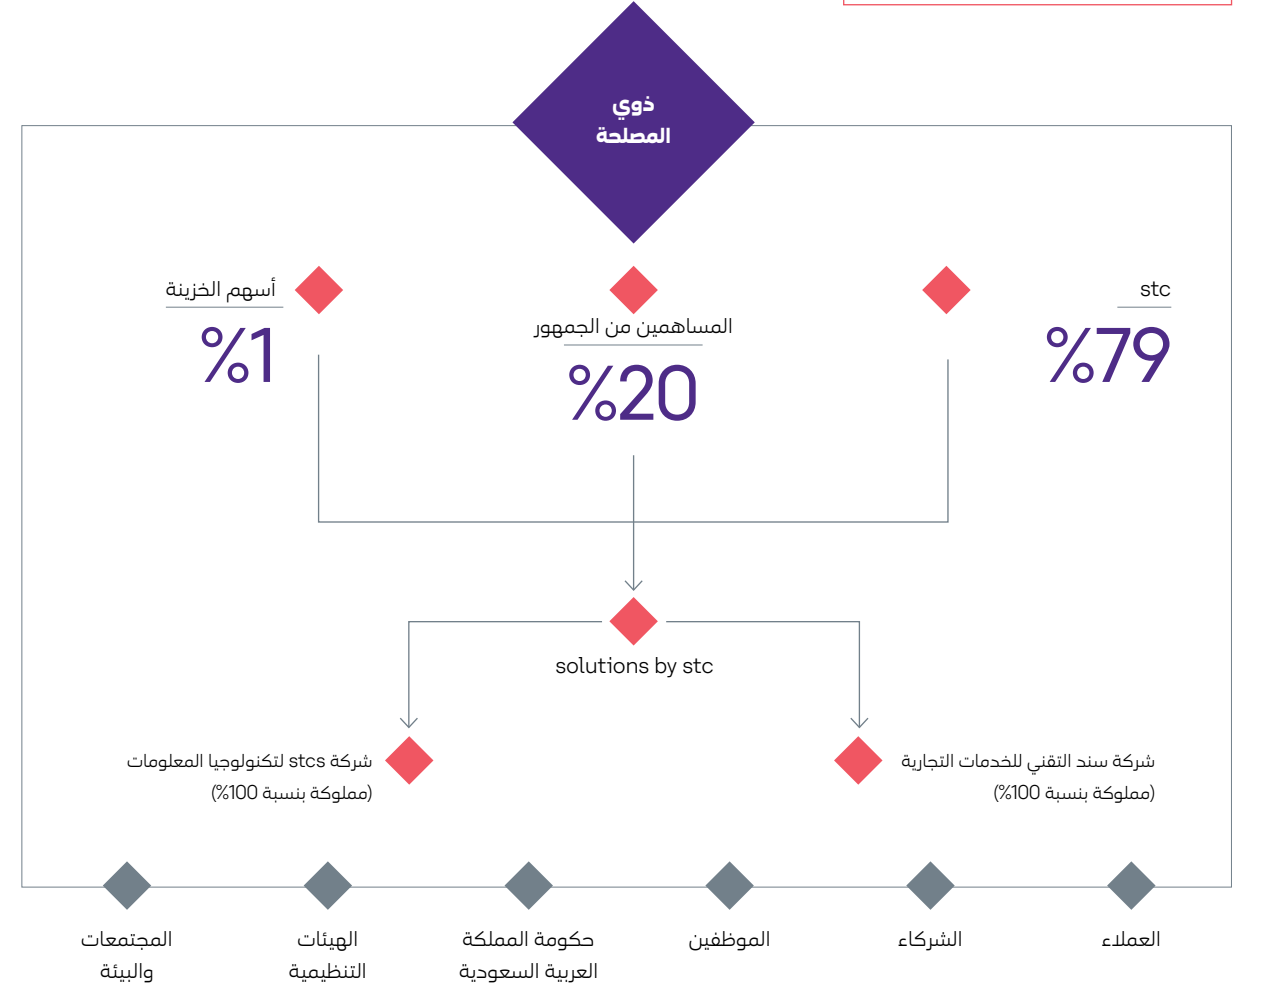 ذوي
المصلحة
stc
%79
المساهمين من الجمهور
%20
أسهم الخزينة
%1
solutions by stc
شركة سند التقني للخدمات التجارية
(مملوكة بنسبة 100%)
شركة stcs لتكنولوجيا المعلومات
(مملوكة بنسبة 100%)
العملاء
الشركاء
الموظفين
حكومة المملكة
العربية السعودية
الهيئات
التنظيمية
المجتمعات
والبيئة